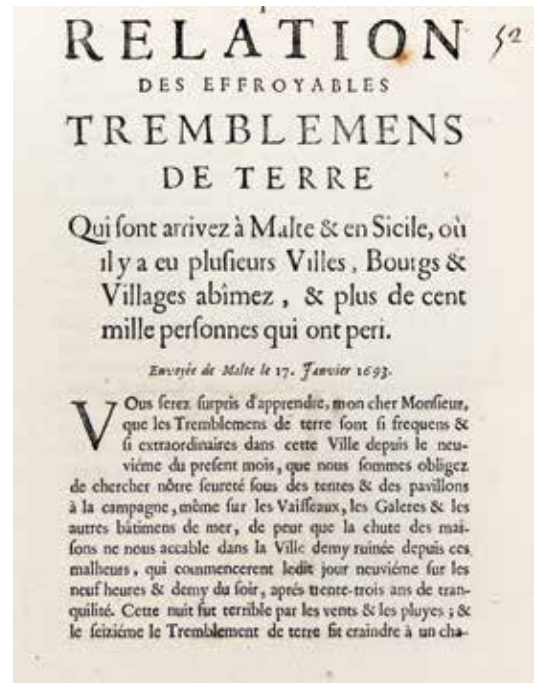 RELATION 52
DES EFFROYABLES
TREMBLEMENS
DE TERRE
Qui ſont arrivez à Malte & en Sicile, où
il y a eu pluſieurs Villes, Bourgs &
Villages abîmez, & plus de cent
mille perſonnes qui ont peri.
Envoyée de Malte le 17. Janvier 1693.
VOus ſerez ſurpris d'apprendre, mon cher Monſieur,
que les Tremblemens de terre ſont ſi frequens &
ſi extraordinaires dans cette Ville depuis le neu-
viéme du preſent mois, que nous ſommes obligez
de chercher nôtre ſeureté ſous des tentes & des pavillons
à la campagne, même ſur les Vaiſſeaux, les Galeres & les
autres bâtimens de mer, de peur que la chute des mai-
ſons ne nous accable dans la Ville demy ruinée depuis ces
malheurs, qui commencerent ledit jour neuviéme ſur les
neuf heures & demy du ſoir, aprés trente-trois ans de tran-
quilité. Cette nuit fut terrible par les vents & les pluyes; &
le ſeiziéme le Tremblement de terre fit craindre à un cha-